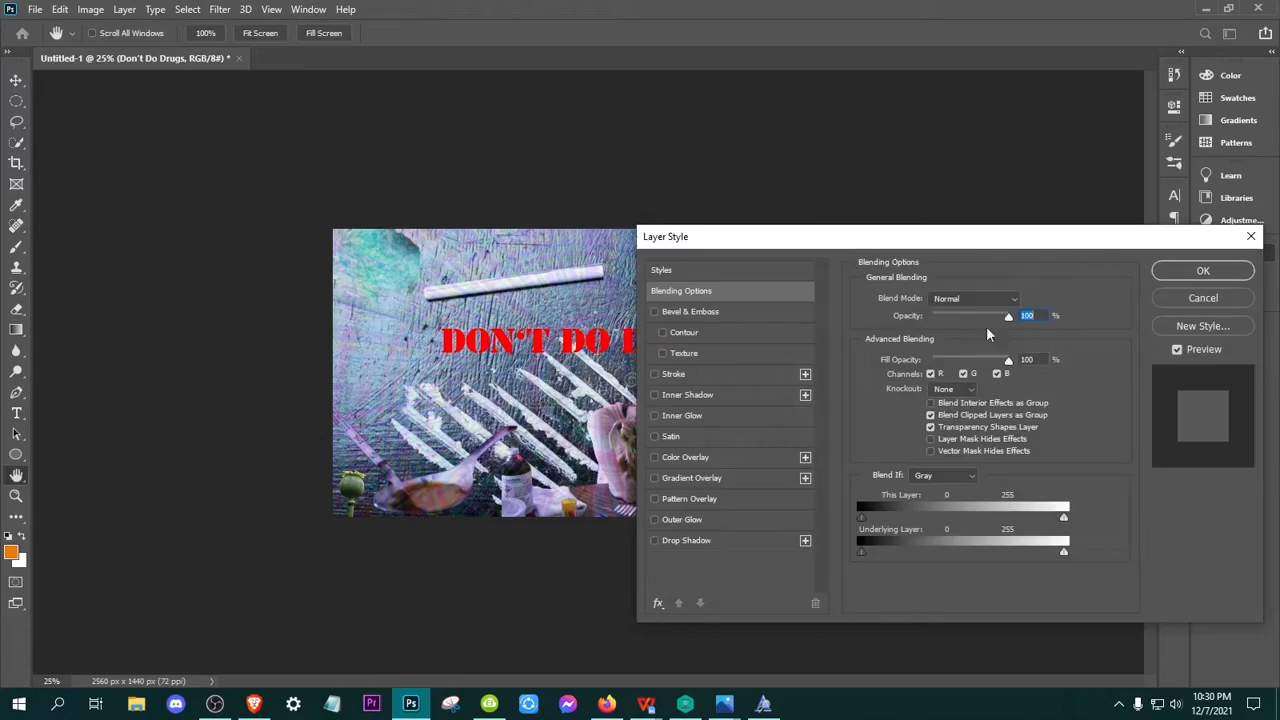 Ps File Edit Image Layer Type Select Filter 3D View Window Help
Scroll All Windows 100% Fit Screen Fill Screen
Untitled-1 @ 25% (Don't Do Drugs, RGB/8#) * ×
Color
Swatches
Gradients
Patterns
Learn
Libraries
Adjustme...
DON'T DO
Layer Style
Styles
Blending Options
Bevel & Emboss
Contour
Texture
Stroke
Inner Shadow
Inner Glow
Satin
Color Overlay
Gradient Overlay
Pattern Overlay
Outer Glow
Drop Shadow
fx
Blending Options
General Blending
Blend Mode: Normal
Opacity: 100 %
Advanced Blending
Fill Opacity: 100 %
Channels: R G B
Knockout: None
Blend Interior Effects as Group
Blend Clipped Layers as Group
Transparency Shapes Layer
Layer Mask Hides Effects
Vector Mask Hides Effects
Blend If: Gray
This Layer: 0 255
Underlying Layer: 0 255
OK
Cancel
New Style...
Preview
25% 2560 px x 1440 px (72 ppi)
Pr Ps
10:30 PM
12/7/2021